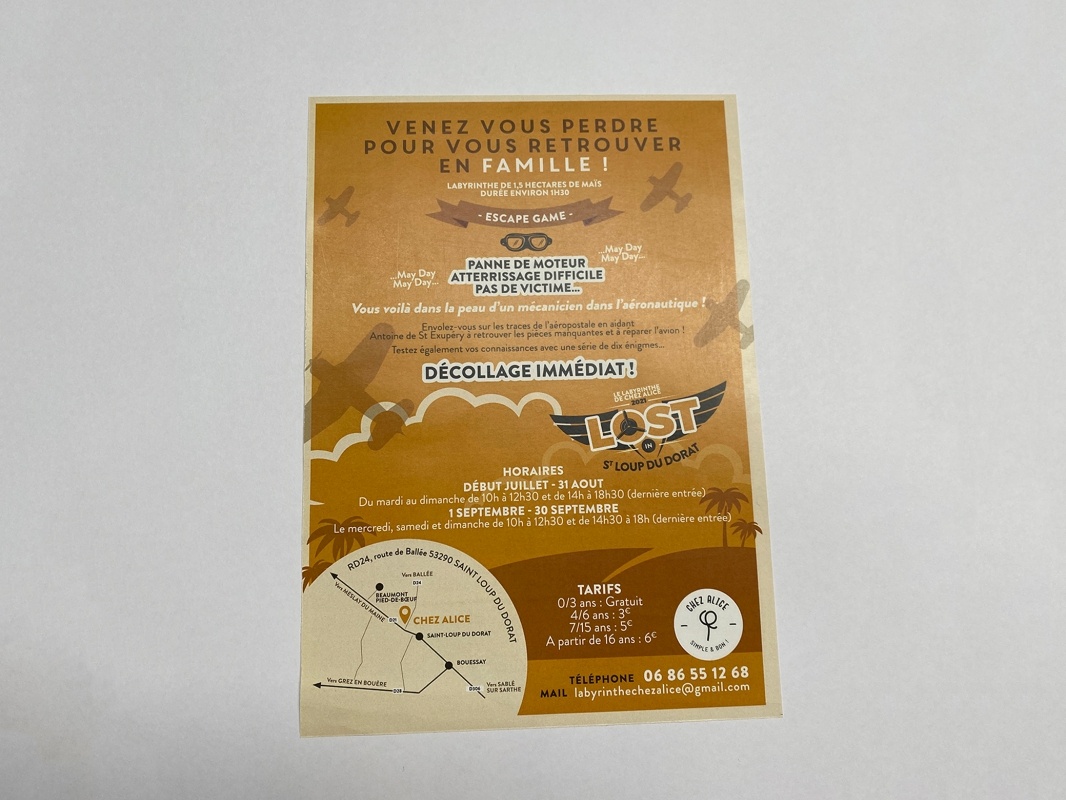 VENEZ VOUS PERDRE
POUR VOUS RETROUVER
EN FAMILLE !
LABYRINTHE DE 1,5 HECTARES DE MAÏS
DURÉE ENVIRON 1H30
- ESCAPE GAME -
...May Day
May Day...
...May Day
May Day...
PANNE DE MOTEUR
ATTERRISSAGE DIFFICILE
PAS DE VICTIME...
Vous voilà dans la peau d'un mécanicien dans l'aéronautique !
Envolez-vous sur les traces de l'aéropostale en aidant
Antoine de St Exupéry à retrouver les pièces manquantes et à réparer l'avion !
Testez également vos connaissances avec une série de dix énigmes...
DÉCOLLAGE IMMÉDIAT !
LE LABYRINTHE
DE CHEZ ALICE
2021
LOST
IN
ST LOUP DU DORAT
HORAIRES
DÉBUT JUILLET - 31 AOUT
Du mardi au dimanche de 10h à 12h30 et de 14h à 18h30 (dernière entrée)
1 SEPTEMBRE - 30 SEPTEMBRE
Le mercredi, samedi et dimanche de 10h à 12h30 et de 14h30 à 18h (dernière entrée)
RD24, route de Ballée 53290 SAINT LOUP DU DORAT
Vers BALLÉE
D24
Vers MESLAY DU MAINE
BEAUMONT
PIED-DE-BŒUF
D21
CHEZ ALICE
SAINT-LOUP DU DORAT
BOUESSAY
Vers GREZ EN BOUÈRE
D28
D306
Vers SABLÉ
SUR SARTHE
TARIFS
0/3 ans : Gratuit
4/6 ans : 3€
7/15 ans : 5€
A partir de 16 ans : 6€
CHEZ ALICE
SIMPLE & BON !
TÉLÉPHONE 06 86 55 12 68
MAIL labyrinthechezalice@gmail.com